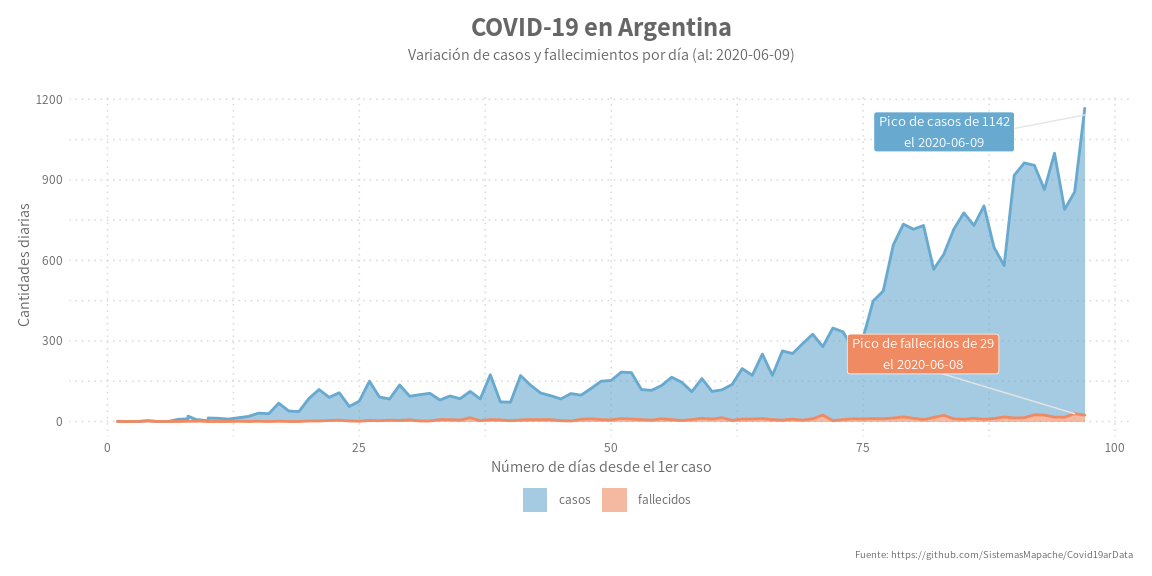 COVID-19 en Argentina
Variación de casos y fallecimientos por día (al: 2020-06-09)
Cantidades diarias
1200
900
600
300
0
Pico de casos de 1142
el 2020-06-09
Pico de fallecidos de 29
el 2020-06-08
0
25
50
75
100
Número de días desde el 1er caso
casos
fallecidos
Fuente: https://github.com/SistemasMapache/Covid19arData